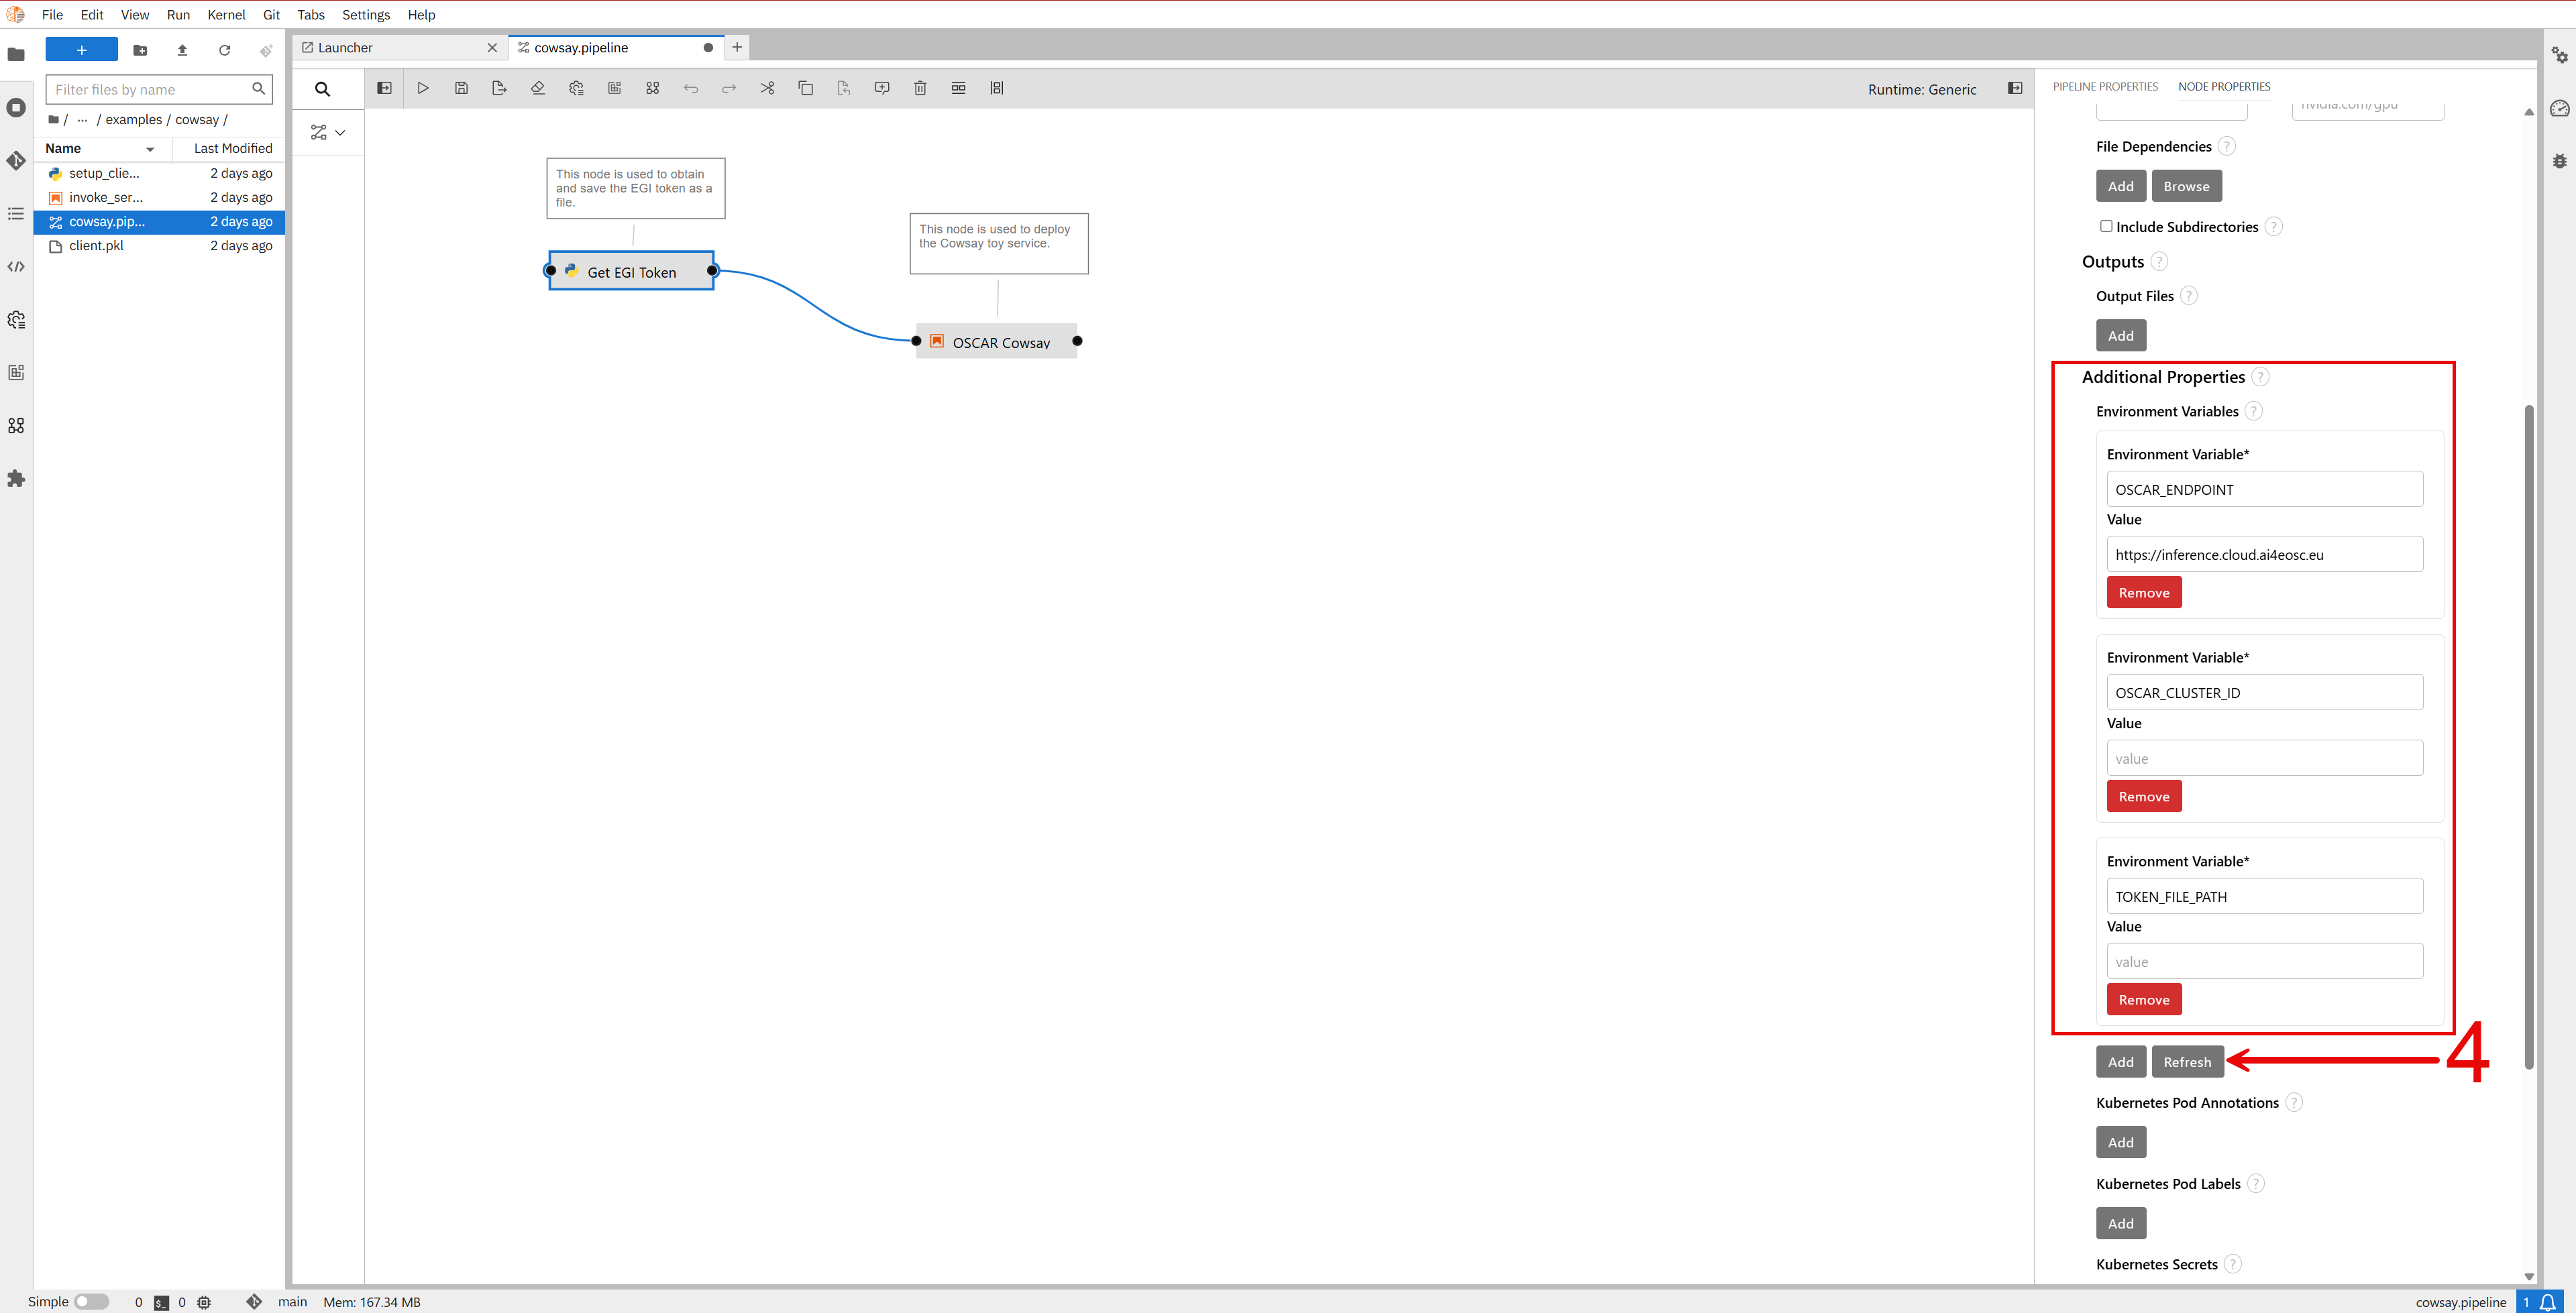 File Edit View Run Kernel Git Tabs Settings Help
+
Filter files by name
/ ... / examples / cowsay /
Name Last Modified
setup_clie... 2 days ago
invoke_ser... 2 days ago
cowsay.pip... 2 days ago
client.pkl 2 days ago
Launcher
cowsay.pipeline
Runtime: Generic
This node is used to obtain
and save the EGI token as a
file.
Get EGI Token
This node is used to deploy
the Cowsay toy service.
OSCAR Cowsay
PIPELINE PROPERTIES NODE PROPERTIES
nvidia.com/gpu
File Dependencies ?
Add Browse
Include Subdirectories ?
Outputs ?
Output Files ?
Add
Additional Properties ?
Environment Variables ?
Environment Variable*
OSCAR_ENDPOINT
Value
https://inference.cloud.ai4eosc.eu
Remove
Environment Variable*
OSCAR_CLUSTER_ID
Value
value
Remove
Environment Variable*
TOKEN_FILE_PATH
Value
value
Remove
Add Refresh
4
Kubernetes Pod Annotations ?
Add
Kubernetes Pod Labels ?
Add
Kubernetes Secrets ?
Simple 0 $_ 0 main Mem: 167.34 MB
cowsay.pipeline 1